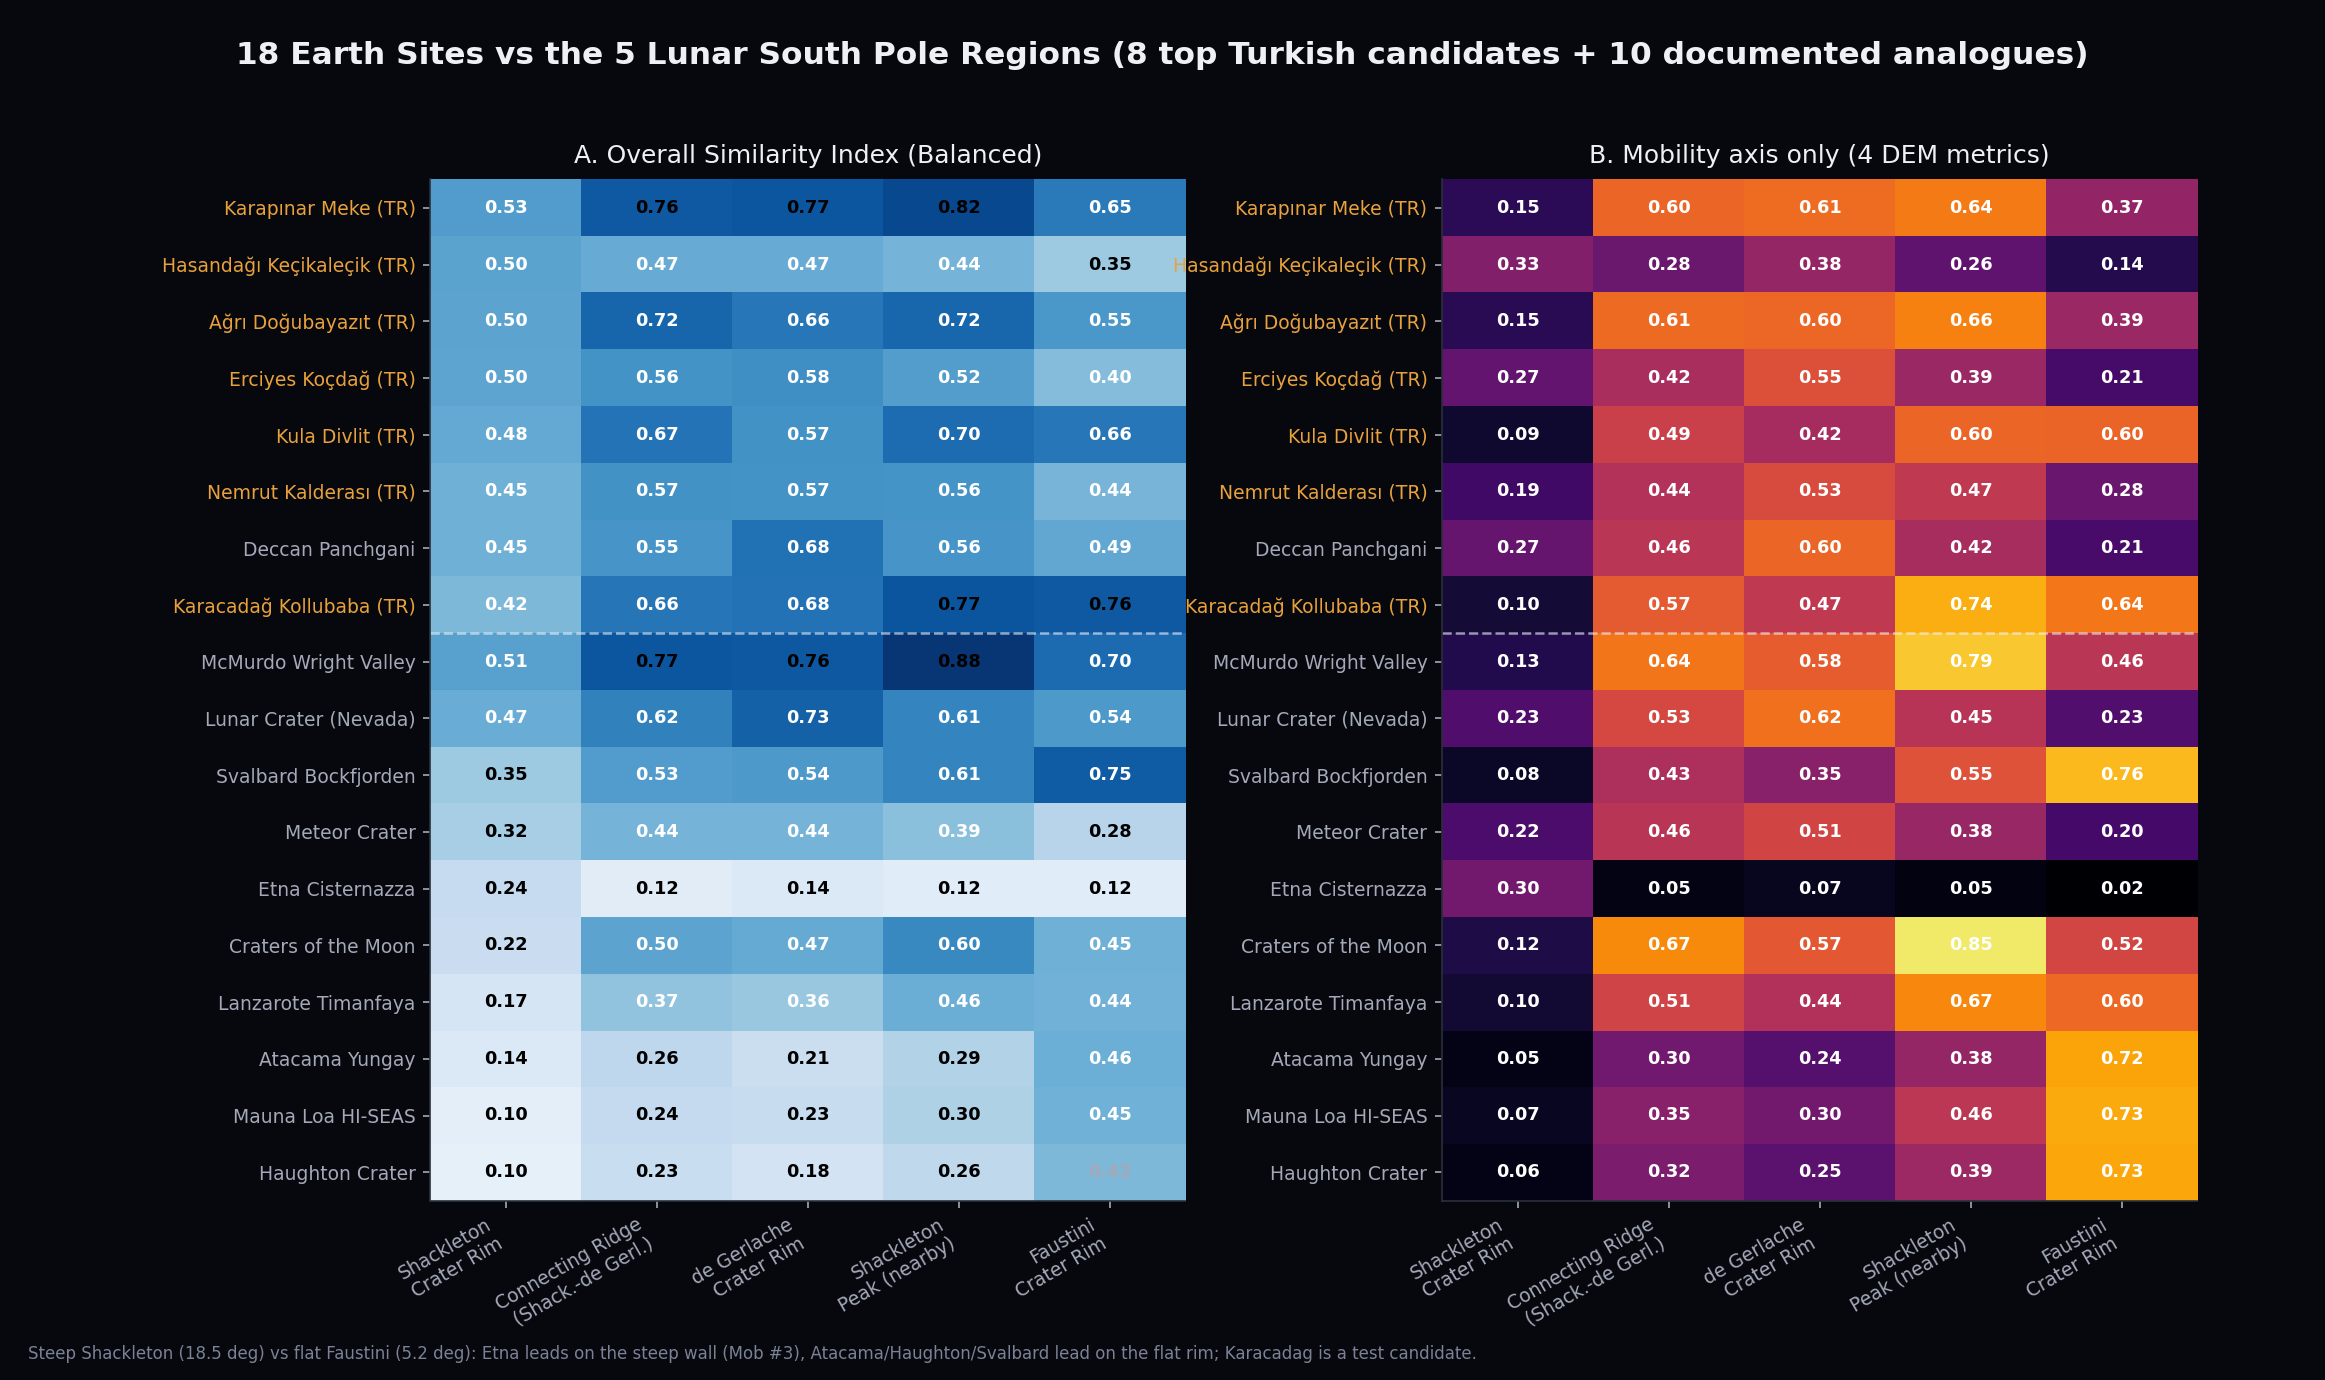 18 Earth Sites vs the 5 Lunar South Pole Regions (8 top Turkish candidates + 10 documented analogues)
A. Overall Similarity Index (Balanced)
Karapınar Meke (TR) 0.53 0.76 0.77 0.82 0.65
Hasandağı Keçikaleçik (TR) 0.50 0.47 0.47 0.44 0.35
Ağrı Doğubayazıt (TR) 0.50 0.72 0.66 0.72 0.55
Erciyes Koçdağ (TR) 0.50 0.56 0.58 0.52 0.40
Kula Divlit (TR) 0.48 0.67 0.57 0.70 0.66
Nemrut Kalderası (TR) 0.45 0.57 0.57 0.56 0.44
Deccan Panchgani 0.45 0.55 0.68 0.56 0.49
Karacadağ Kollubaba (TR) 0.42 0.66 0.68 0.77 0.76
McMurdo Wright Valley 0.51 0.77 0.76 0.88 0.70
Lunar Crater (Nevada) 0.47 0.62 0.73 0.61 0.54
Svalbard Bockfjorden 0.35 0.53 0.54 0.61 0.75
Meteor Crater 0.32 0.44 0.44 0.39 0.28
Etna Cisternazza 0.24 0.12 0.14 0.12 0.12
Craters of the Moon 0.22 0.50 0.47 0.60 0.45
Lanzarote Timanfaya 0.17 0.37 0.36 0.46 0.44
Atacama Yungay 0.14 0.26 0.21 0.29 0.46
Mauna Loa HI-SEAS 0.10 0.24 0.23 0.30 0.45
Haughton Crater 0.10 0.23 0.18 0.26 0.42
Shackleton
Crater Rim
Connecting Ridge
(Shack.-de Gerl.)
de Gerlache
Crater Rim
Shackleton
Peak (nearby)
Faustini
Crater Rim
B. Mobility axis only (4 DEM metrics)
Karapınar Meke (TR) 0.15 0.60 0.61 0.64 0.37
Hasandağı Keçikaleçik (TR) 0.33 0.28 0.38 0.26 0.14
Ağrı Doğubayazıt (TR) 0.15 0.61 0.60 0.66 0.39
Erciyes Koçdağ (TR) 0.27 0.42 0.55 0.39 0.21
Kula Divlit (TR) 0.09 0.49 0.42 0.60 0.60
Nemrut Kalderası (TR) 0.19 0.44 0.53 0.47 0.28
Deccan Panchgani 0.27 0.46 0.60 0.42 0.21
Karacadağ Kollubaba (TR) 0.10 0.57 0.47 0.74 0.64
McMurdo Wright Valley 0.13 0.64 0.58 0.79 0.46
Lunar Crater (Nevada) 0.23 0.53 0.62 0.45 0.23
Svalbard Bockfjorden 0.08 0.43 0.35 0.55 0.76
Meteor Crater 0.22 0.46 0.51 0.38 0.20
Etna Cisternazza 0.30 0.05 0.07 0.05 0.02
Craters of the Moon 0.12 0.67 0.57 0.85 0.52
Lanzarote Timanfaya 0.10 0.51 0.44 0.67 0.60
Atacama Yungay 0.05 0.30 0.24 0.38 0.72
Mauna Loa HI-SEAS 0.07 0.35 0.30 0.46 0.73
Haughton Crater 0.06 0.32 0.25 0.39 0.73
Shackleton
Crater Rim
Connecting Ridge
(Shack.-de Gerl.)
de Gerlache
Crater Rim
Shackleton
Peak (nearby)
Faustini
Crater Rim
Steep Shackleton (18.5 deg) vs flat Faustini (5.2 deg): Etna leads on the steep wall (Mob #3), Atacama/Haughton/Svalbard lead on the flat rim; Karacadag is a test candidate.